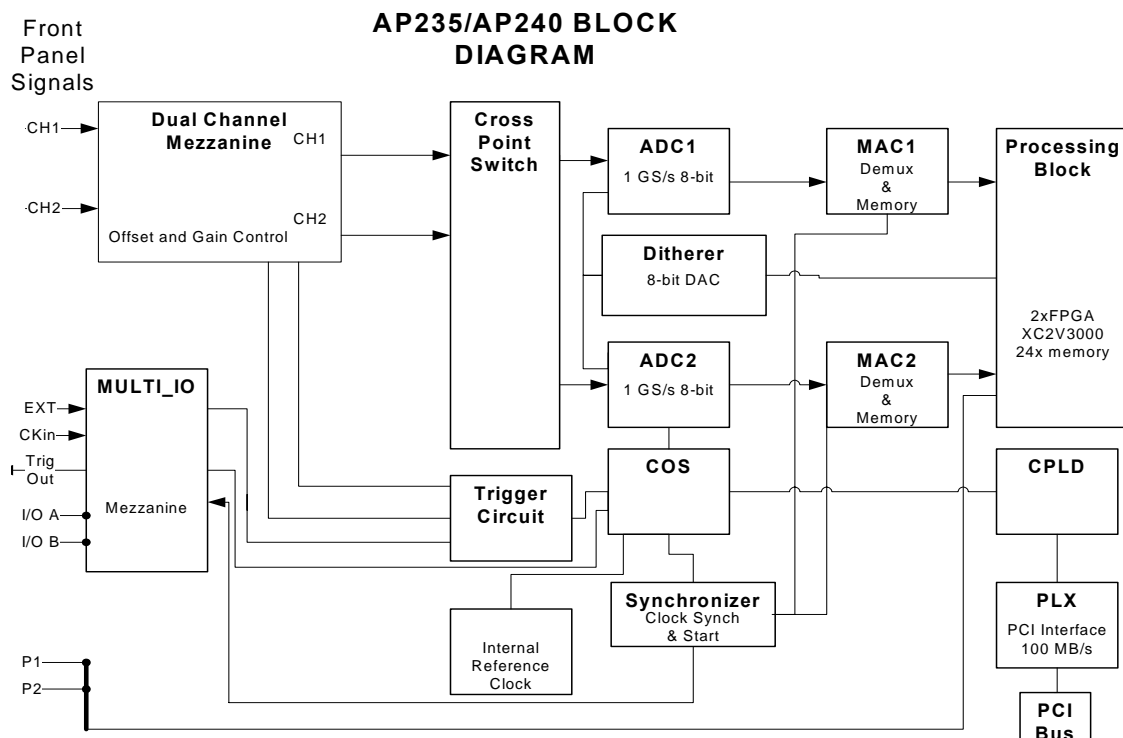 AP235/AP240 BLOCK
DIAGRAM
Front
Panel
Signals
CH1
CH2
Dual Channel
Mezzanine
CH1
CH2
Offset and Gain Control
Cross
Point
Switch
ADC1
1 GS/s 8-bit
MAC1
Demux
&
Memory
Processing
Block
2xFPGA
XC2V3000
24x memory
Ditherer
8-bit DAC
ADC2
1 GS/s 8-bit
MAC2
Demux
&
Memory
MULTI_IO
Mezzanine
EXT
CKin
Trig
Out
I/O A
I/O B
Trigger
Circuit
COS
CPLD
Synchronizer
Clock Synch
& Start
Internal
Reference
Clock
PLX
PCI Interface
100 MB/s
P1
P2
PCI
Bus